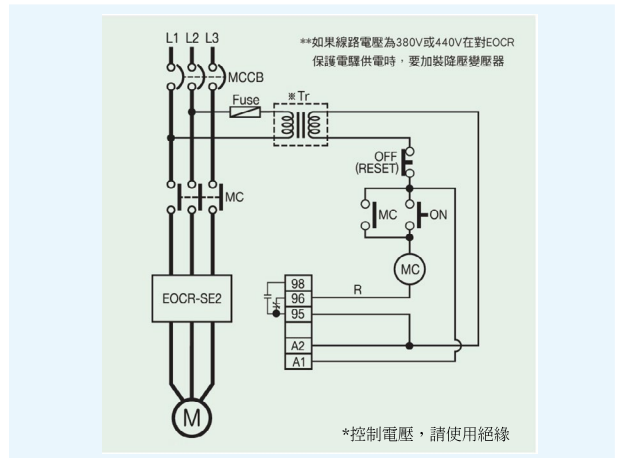 L1 L2 L3
**如果線路電壓為380V或440V在對EOCR
保護電驛供電時，要加裝降壓變壓器
MCCB
Fuse
※Tr
OFF
(RESET)
MC
MC
ON
MC
EOCR-SE2
98
R
96
95
A2
A1
M
*控制電壓，請使用絕緣